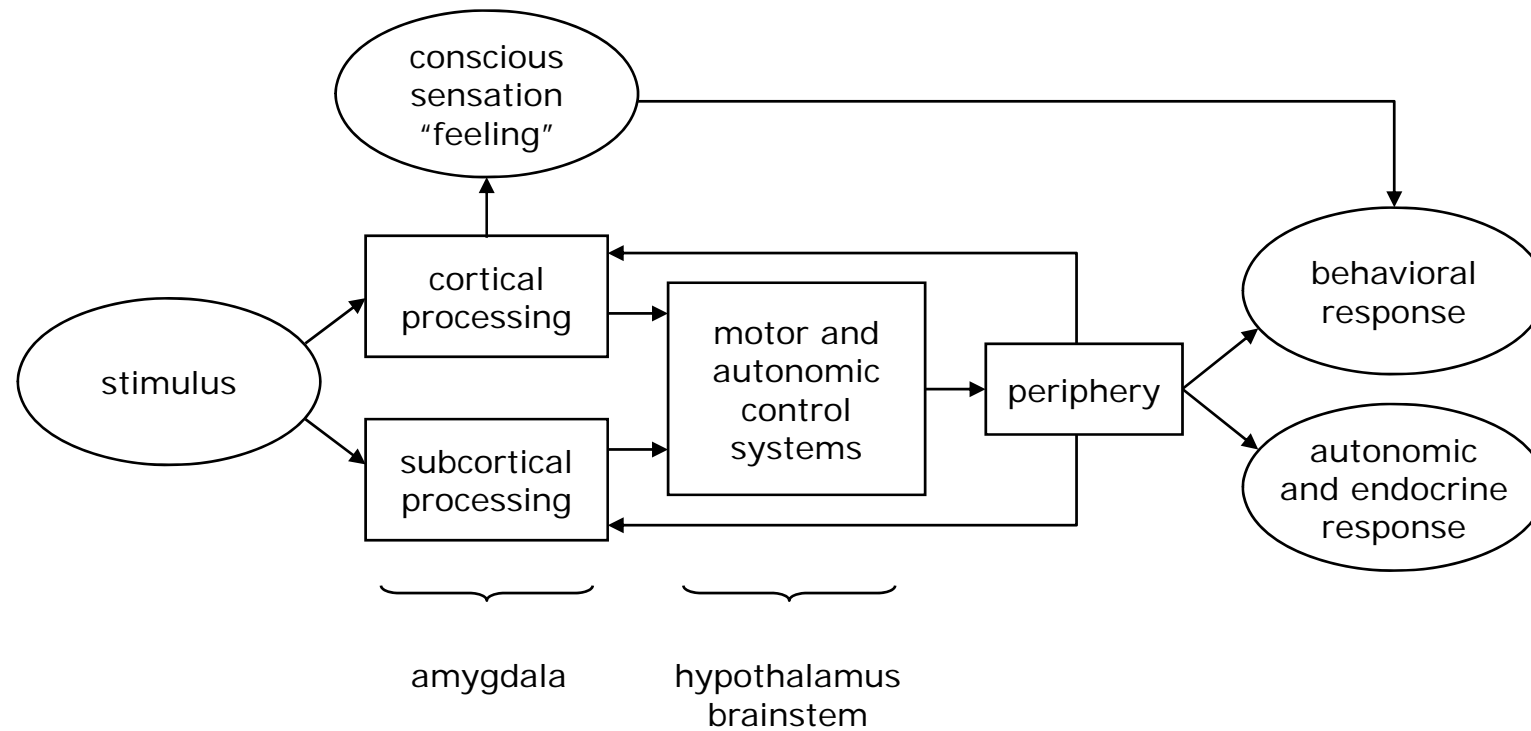 conscious
sensation
“feeling”
cortical
processing
behavioral
response
motor and
autonomic
control
systems
stimulus
periphery
subcortical
processing
autonomic
and endocrine
response
amygdala
hypothalamus
brainstem